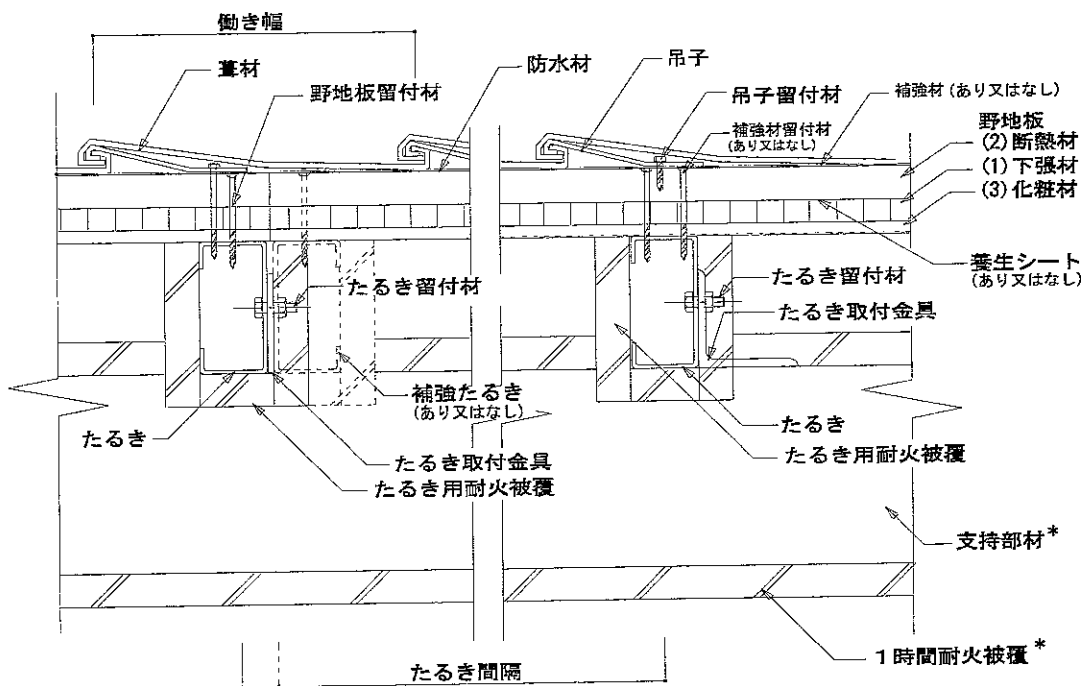 働き幅
葺材
野地板留付材
防水材
吊子
吊子留付材
補強材留付材
(あり又はなし)
補強材 (あり又はなし)
野地板
(2) 断熱材
(1) 下張材
(3) 化粧材
養生シート
(あり又はなし)
たるき留付材
たるき留付材
たるき取付金具
補強たるき
(あり又はなし)
たるき
たるき
たるき取付金具
たるき用耐火被覆
たるき用耐火被覆
支持部材*
1時間耐火被覆*
たるき間隔